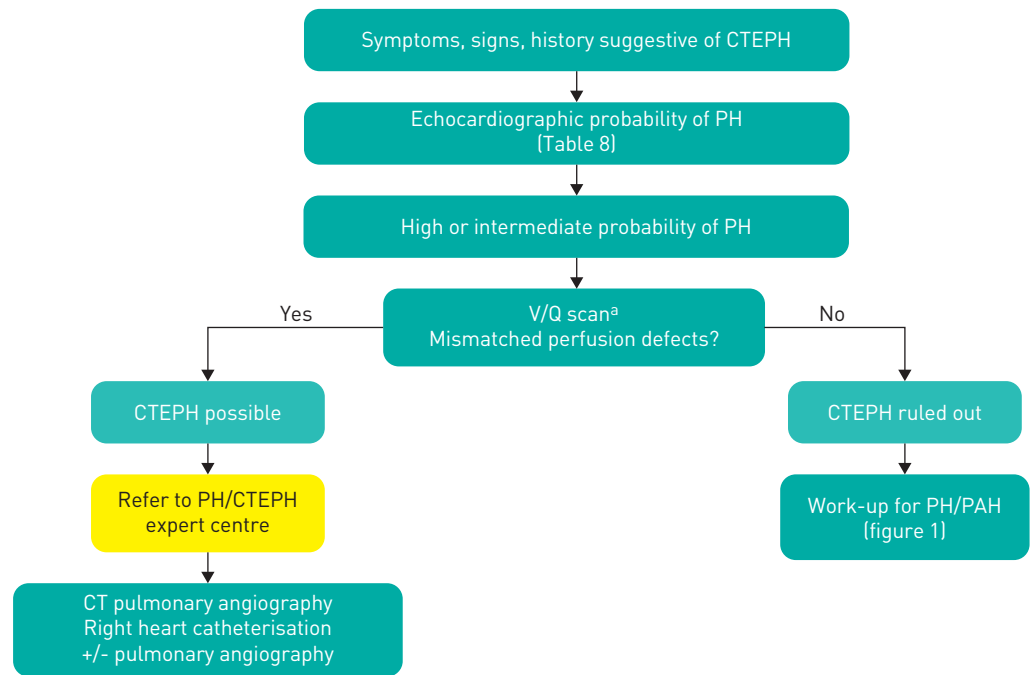 Symptoms, signs, history suggestive of CTEPH
Echocardiographic probability of PH
(Table 8)
High or intermediate probability of PH
V/Q scanᵃ
Mismatched perfusion defects?
Yes
No
CTEPH possible
CTEPH ruled out
Refer to PH/CTEPH
expert centre
Work-up for PH/PAH
(figure 1)
CT pulmonary angiography
Right heart catheterisation
+/- pulmonary angiography